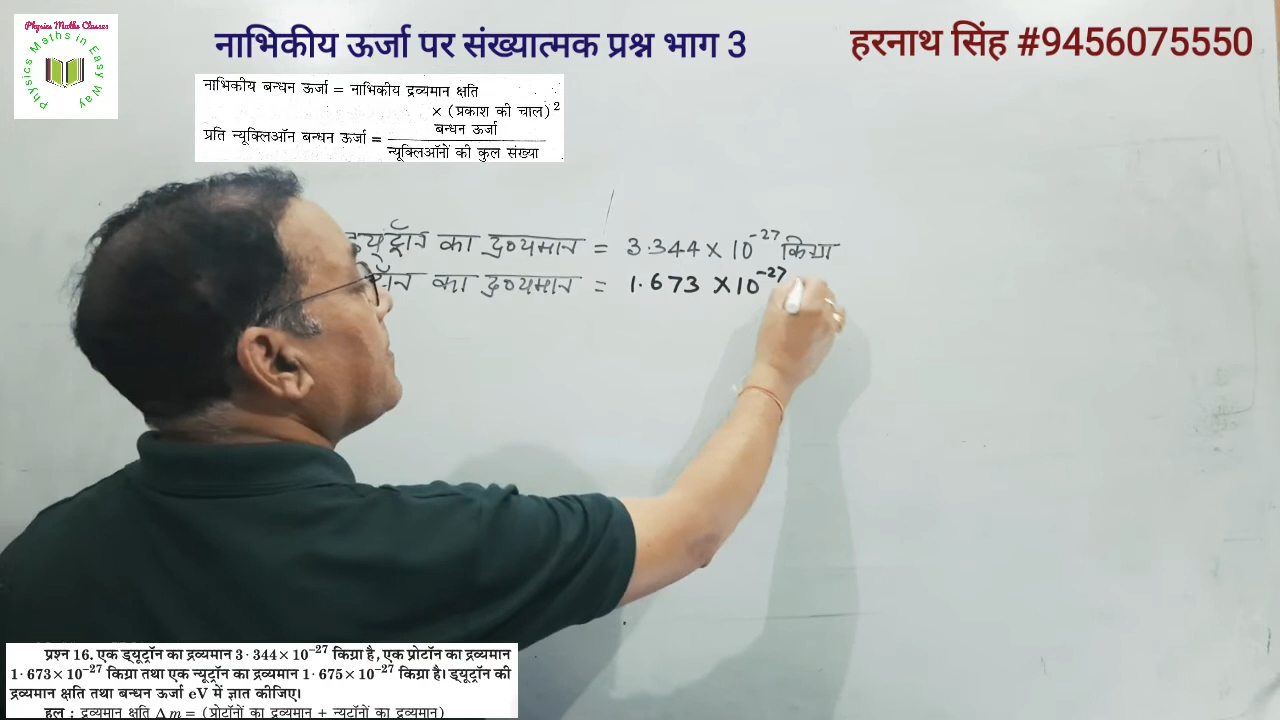 Physics Maths Classes
Physics Maths in Easy Way
नाभिकीय ऊर्जा पर संख्यात्मक प्रश्न भाग 3
हरनाथ सिंह #9456075550
नाभिकीय बन्धन ऊर्जा = नाभिकीय द्रव्यमान क्षति
× (प्रकाश की चाल)²
प्रति न्यूक्लिऑन बन्धन ऊर्जा = बन्धन ऊर्जा
न्यूक्लिऑनों की कुल संख्या
ड्यूट्रॉन का द्रव्यमान = 3.344 × 10⁻²⁷ किग्रा
का द्रव्यमान = 1.673 × 10⁻²⁷
प्रश्न 16. एक ड्यूट्रॉन का द्रव्यमान 3·344 × 10⁻²⁷ किग्रा है, एक प्रोटॉन का द्रव्यमान
1·673 × 10⁻²⁷ किग्रा तथा एक न्यूट्रॉन का द्रव्यमान 1·675 × 10⁻²⁷ किग्रा है। ड्यूट्रॉन की
द्रव्यमान क्षति तथा बन्धन ऊर्जा eV में ज्ञात कीजिए।
हल : द्रव्यमान क्षति Δm = (प्रोटॉनों का द्रव्यमान + न्यूट्रॉनों का द्रव्यमान)